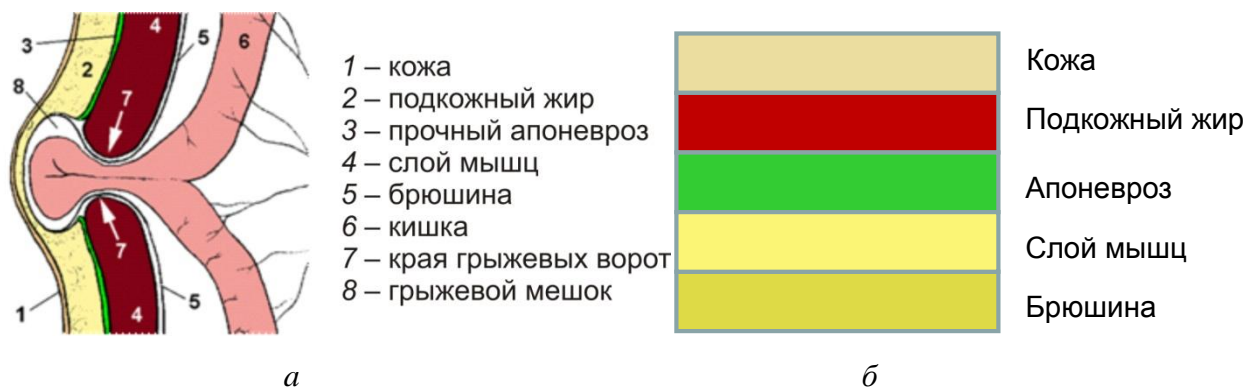 3
4
5
6
2
8
7
7
5
1
4
1 – кожа
2 – подкожный жир
3 – прочный апоневроз
4 – слой мышц
5 – брюшина
6 – кишка
7 – края грыжевых ворот
8 – грыжевой мешок
Кожа
Подкожный жир
Апоневроз
Слой мышц
Брюшина
а
б